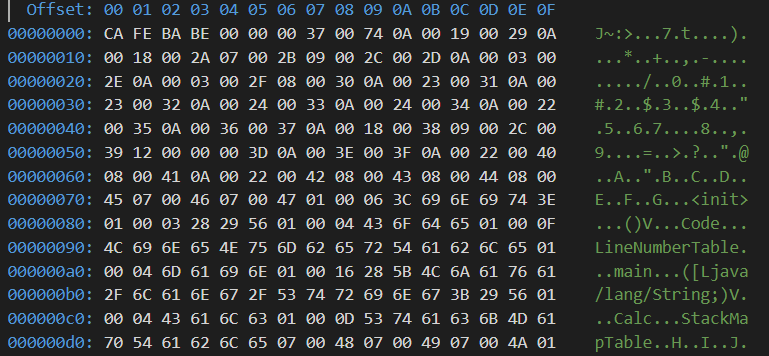 Offset: 00 01 02 03 04 05 06 07 08 09 0A 0B 0C 0D 0E 0F
00000000: CA FE BA BE 00 00 00 37 00 74 0A 00 19 00 29 0A J~:>...7.t....).
00000010: 00 18 00 2A 07 00 2B 09 00 2C 00 2D 0A 00 03 00 ...*..+..,.-....
00000020: 2E 0A 00 03 00 2F 08 00 30 0A 00 23 00 31 0A 00 ...../..0..#.1..
00000030: 23 00 32 0A 00 24 00 33 0A 00 24 00 34 0A 00 22 #.2..$.3..$.4.."
00000040: 00 35 0A 00 36 00 37 0A 00 18 00 38 09 00 2C 00 .5..6.7....8..,.
00000050: 39 12 00 00 00 3D 0A 00 3E 00 3F 0A 00 22 00 40 9....=..>.?..".@
00000060: 08 00 41 0A 00 22 00 42 08 00 43 08 00 44 08 00 ..A..".B..C..D..
00000070: 45 07 00 46 07 00 47 01 00 06 3C 69 6E 69 74 3E E..F..G...<init>
00000080: 01 00 03 28 29 56 01 00 04 43 6F 64 65 01 00 0F ...()V...Code...
00000090: 4C 69 6E 65 4E 75 6D 62 65 72 54 61 62 6C 65 01 LineNumberTable.
000000a0: 00 04 6D 61 69 6E 01 00 16 28 5B 4C 6A 61 76 61 ..main...([Ljava
000000b0: 2F 6C 61 6E 67 2F 53 74 72 69 6E 67 3B 29 56 01 /lang/String;)V.
000000c0: 00 04 43 61 6C 63 01 00 0D 53 74 61 63 6B 4D 61 ..Calc...StackMa
000000d0: 70 54 61 62 6C 65 07 00 48 07 00 49 07 00 4A 01 pTable..H..I..J.